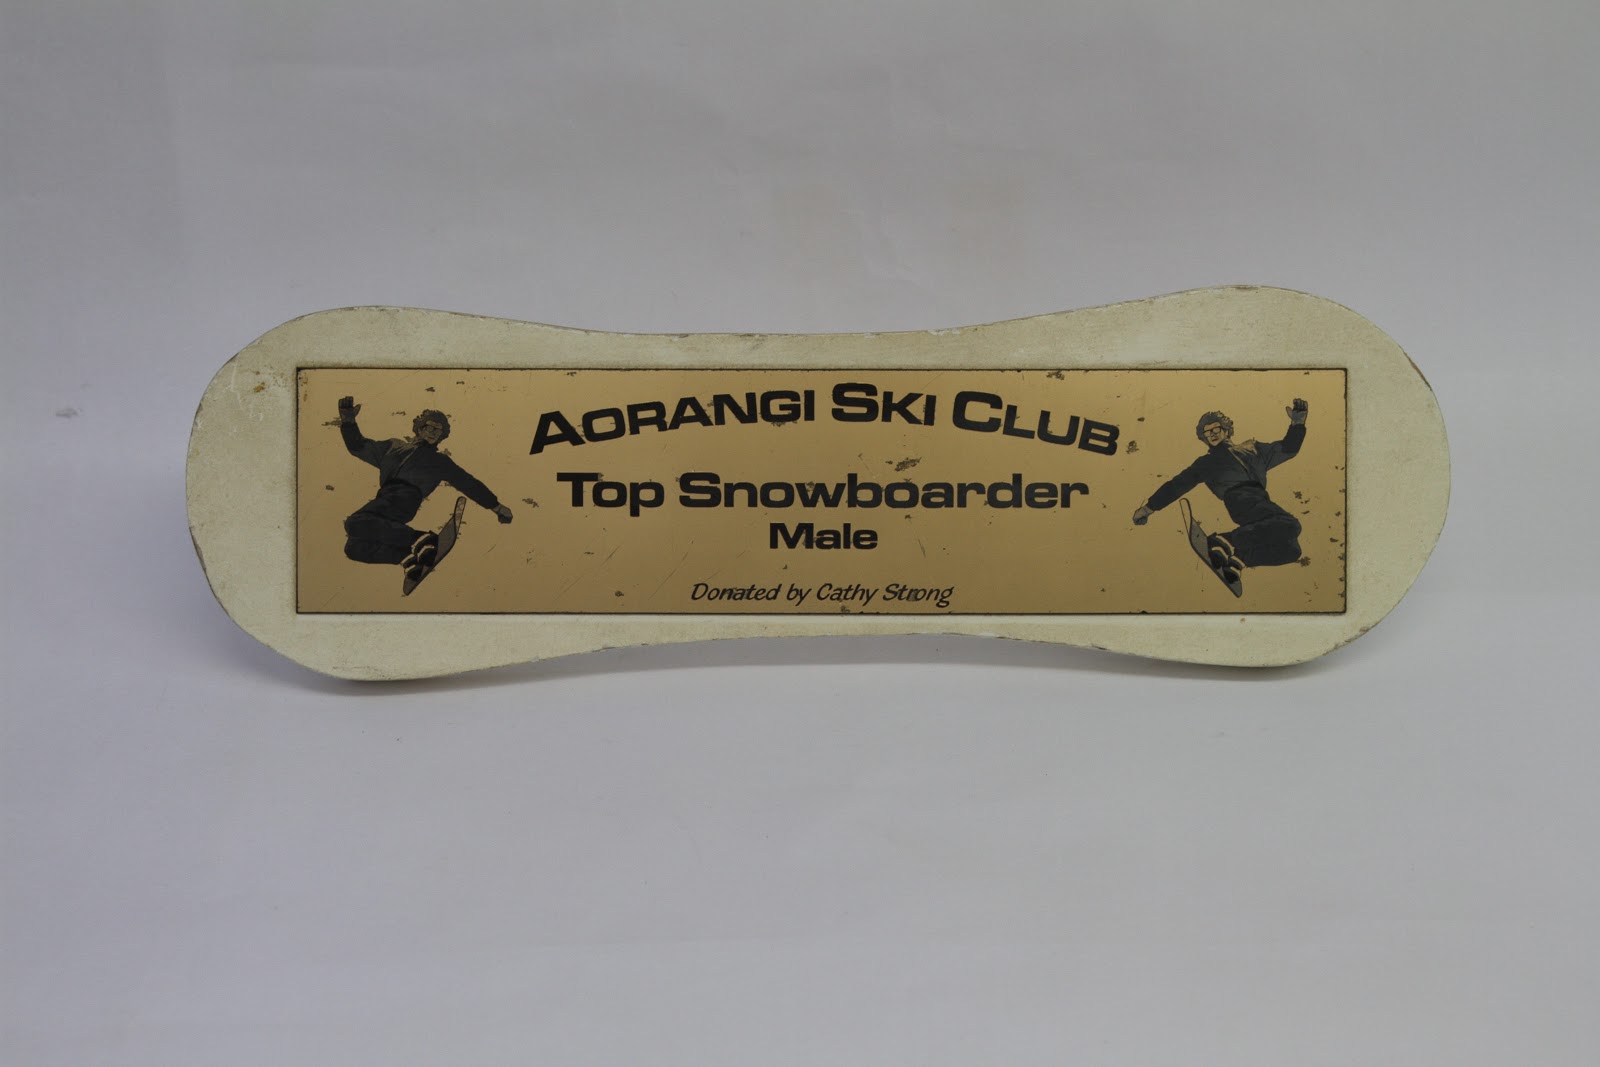 AORANGI SKI CLUB
Top Snowboarder
Male
Donated by Cathy Strong